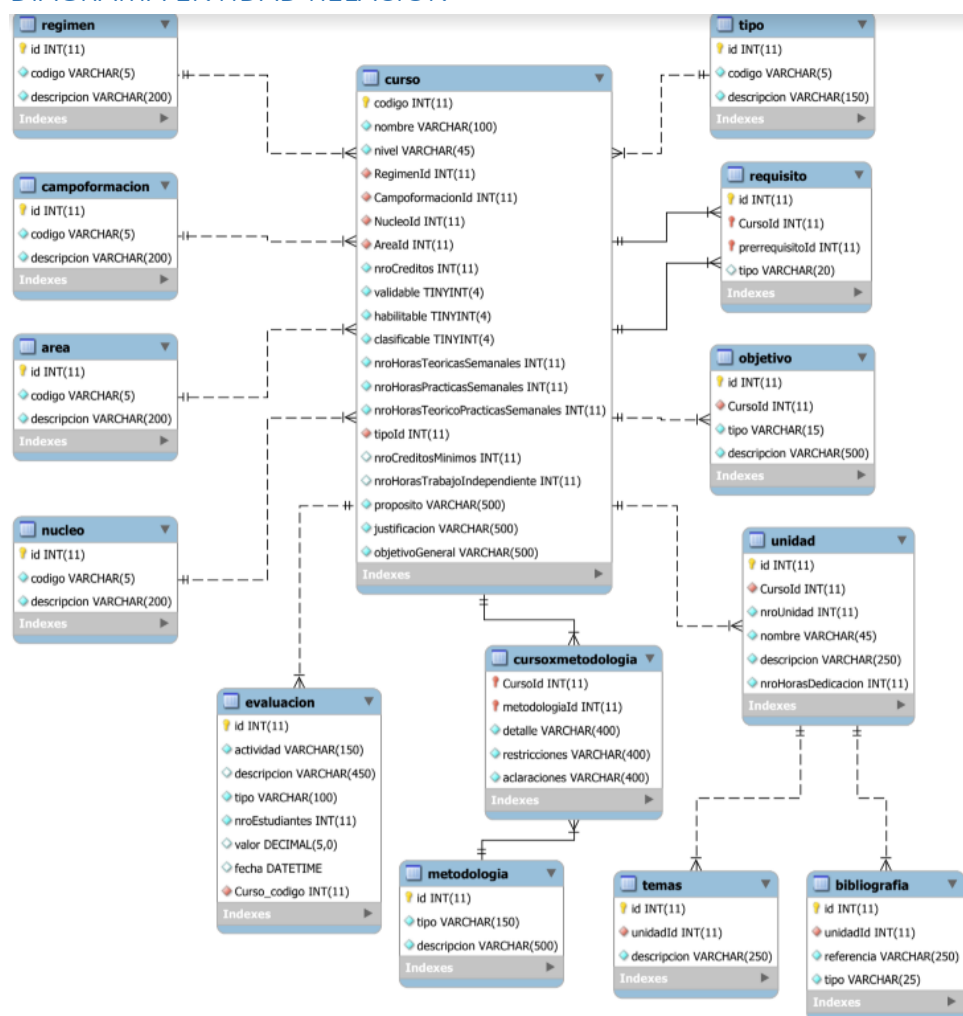 DIAGRAMA ENTIDAD RELACION
regimen
id INT(11)
codigo VARCHAR(5)
descripcion VARCHAR(200)
Indexes
campoformacion
id INT(11)
codigo VARCHAR(5)
descripcion VARCHAR(200)
Indexes
area
id INT(11)
codigo VARCHAR(5)
descripcion VARCHAR(200)
Indexes
nucleo
id INT(11)
codigo VARCHAR(5)
descripcion VARCHAR(200)
Indexes
curso
codigo INT(11)
nombre VARCHAR(100)
nivel VARCHAR(45)
RegimenId INT(11)
CampoformacionId INT(11)
NucleoId INT(11)
AreaId INT(11)
nroCreditos INT(11)
validable TINYINT(4)
habilitable TINYINT(4)
clasificable TINYINT(4)
nroHorasTeoricasSemanales INT(11)
nroHorasPracticasSemanales INT(11)
nroHorasTeoricoPracticasSemanales INT(11)
tipoId INT(11)
nroCreditosMinimos INT(11)
nroHorasTrabajoIndependiente INT(11)
proposito VARCHAR(500)
justificacion VARCHAR(500)
objetivoGeneral VARCHAR(500)
Indexes
tipo
id INT(11)
codigo VARCHAR(5)
descripcion VARCHAR(150)
Indexes
requisito
id INT(11)
CursoId INT(11)
prerrequisitoId INT(11)
tipo VARCHAR(20)
Indexes
objetivo
id INT(11)
CursoId INT(11)
tipo VARCHAR(15)
descripcion VARCHAR(500)
Indexes
unidad
id INT(11)
CursoId INT(11)
nroUnidad INT(11)
nombre VARCHAR(45)
descripcion VARCHAR(250)
nroHorasDedicacion INT(11)
Indexes
evaluacion
id INT(11)
actividad VARCHAR(150)
descripcion VARCHAR(450)
tipo VARCHAR(100)
nroEstudiantes INT(11)
valor DECIMAL(5,0)
fecha DATETIME
Curso_codigo INT(11)
Indexes
cursoxmetodologia
CursoId INT(11)
metodologiaId INT(11)
detalle VARCHAR(400)
restricciones VARCHAR(400)
aclaraciones VARCHAR(400)
Indexes
metodologia
id INT(11)
tipo VARCHAR(150)
descripcion VARCHAR(500)
Indexes
temas
id INT(11)
unidadId INT(11)
descripcion VARCHAR(250)
Indexes
bibliografia
id INT(11)
unidadId INT(11)
referencia VARCHAR(250)
tipo VARCHAR(25)
Indexes